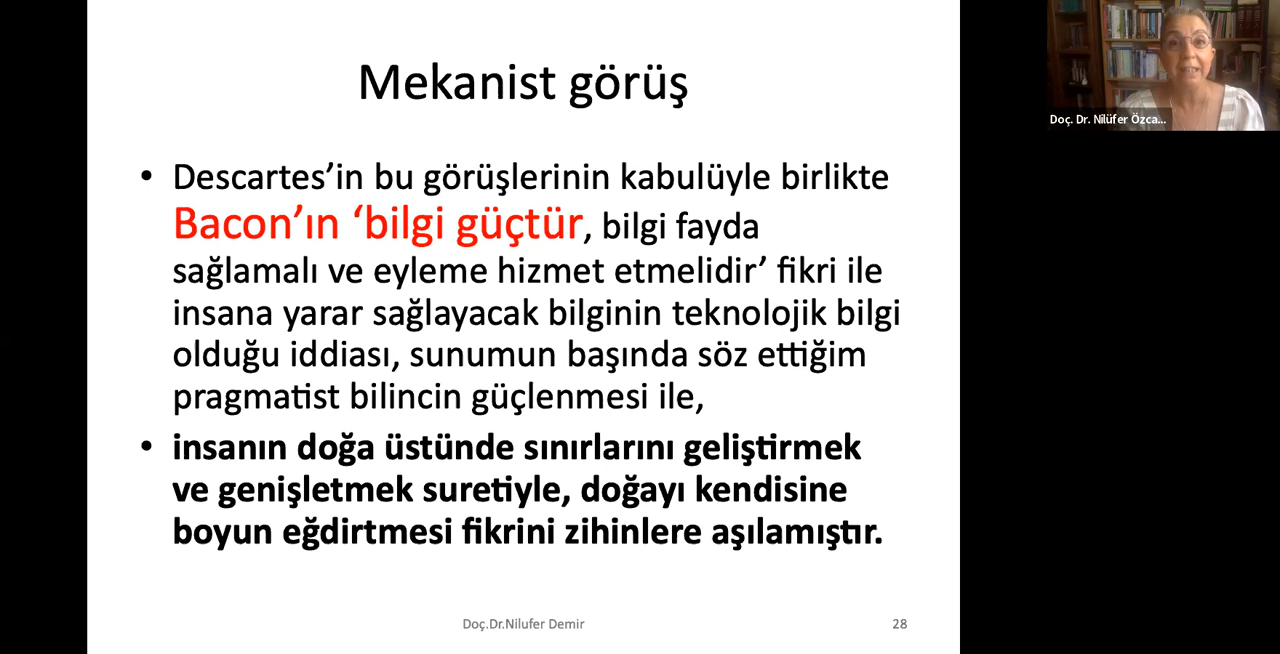 Mekanist görüş
• Descartes’in bu görüşlerinin kabulüyle birlikte
Bacon’ın ‘bilgi güçtür, bilgi fayda
sağlamalı ve eyleme hizmet etmelidir’ fikri ile
insana yarar sağlayacak bilginin teknolojik bilgi
olduğu iddiası, sunumun başında söz ettiğim
pragmatist bilincin güçlenmesi ile,
• insanın doğa üstünde sınırlarını geliştirmek
ve genişletmek suretiyle, doğayı kendisine
boyun eğdirtmesi fikrini zihinlere aşılamıştır.
Doç.Dr.Nilufer Demir
28
Doç. Dr. Nilüfer Özca...